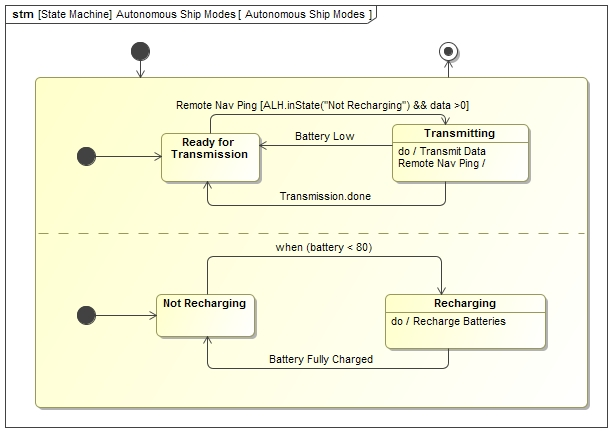 stm [State Machine] Autonomous Ship Modes [ Autonomous Ship Modes ]
Remote Nav Ping [ALH.inState("Not Recharging") && data >0]
Ready for
Transmission
Battery Low
Transmitting
do / Transmit Data
Remote Nav Ping /
Transmission.done
when (battery < 80)
Not Recharging
Recharging
do / Recharge Batteries
Battery Fully Charged